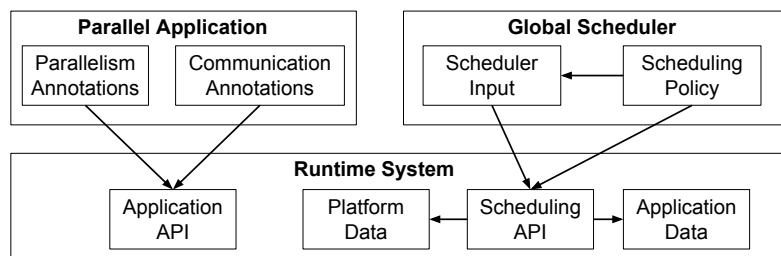 Parallel Application
Parallelism
Annotations
Communication
Annotations
Global Scheduler
Scheduler
Input
Scheduling
Policy
Runtime System
Application
API
Platform
Data
Scheduling
API
Application
Data